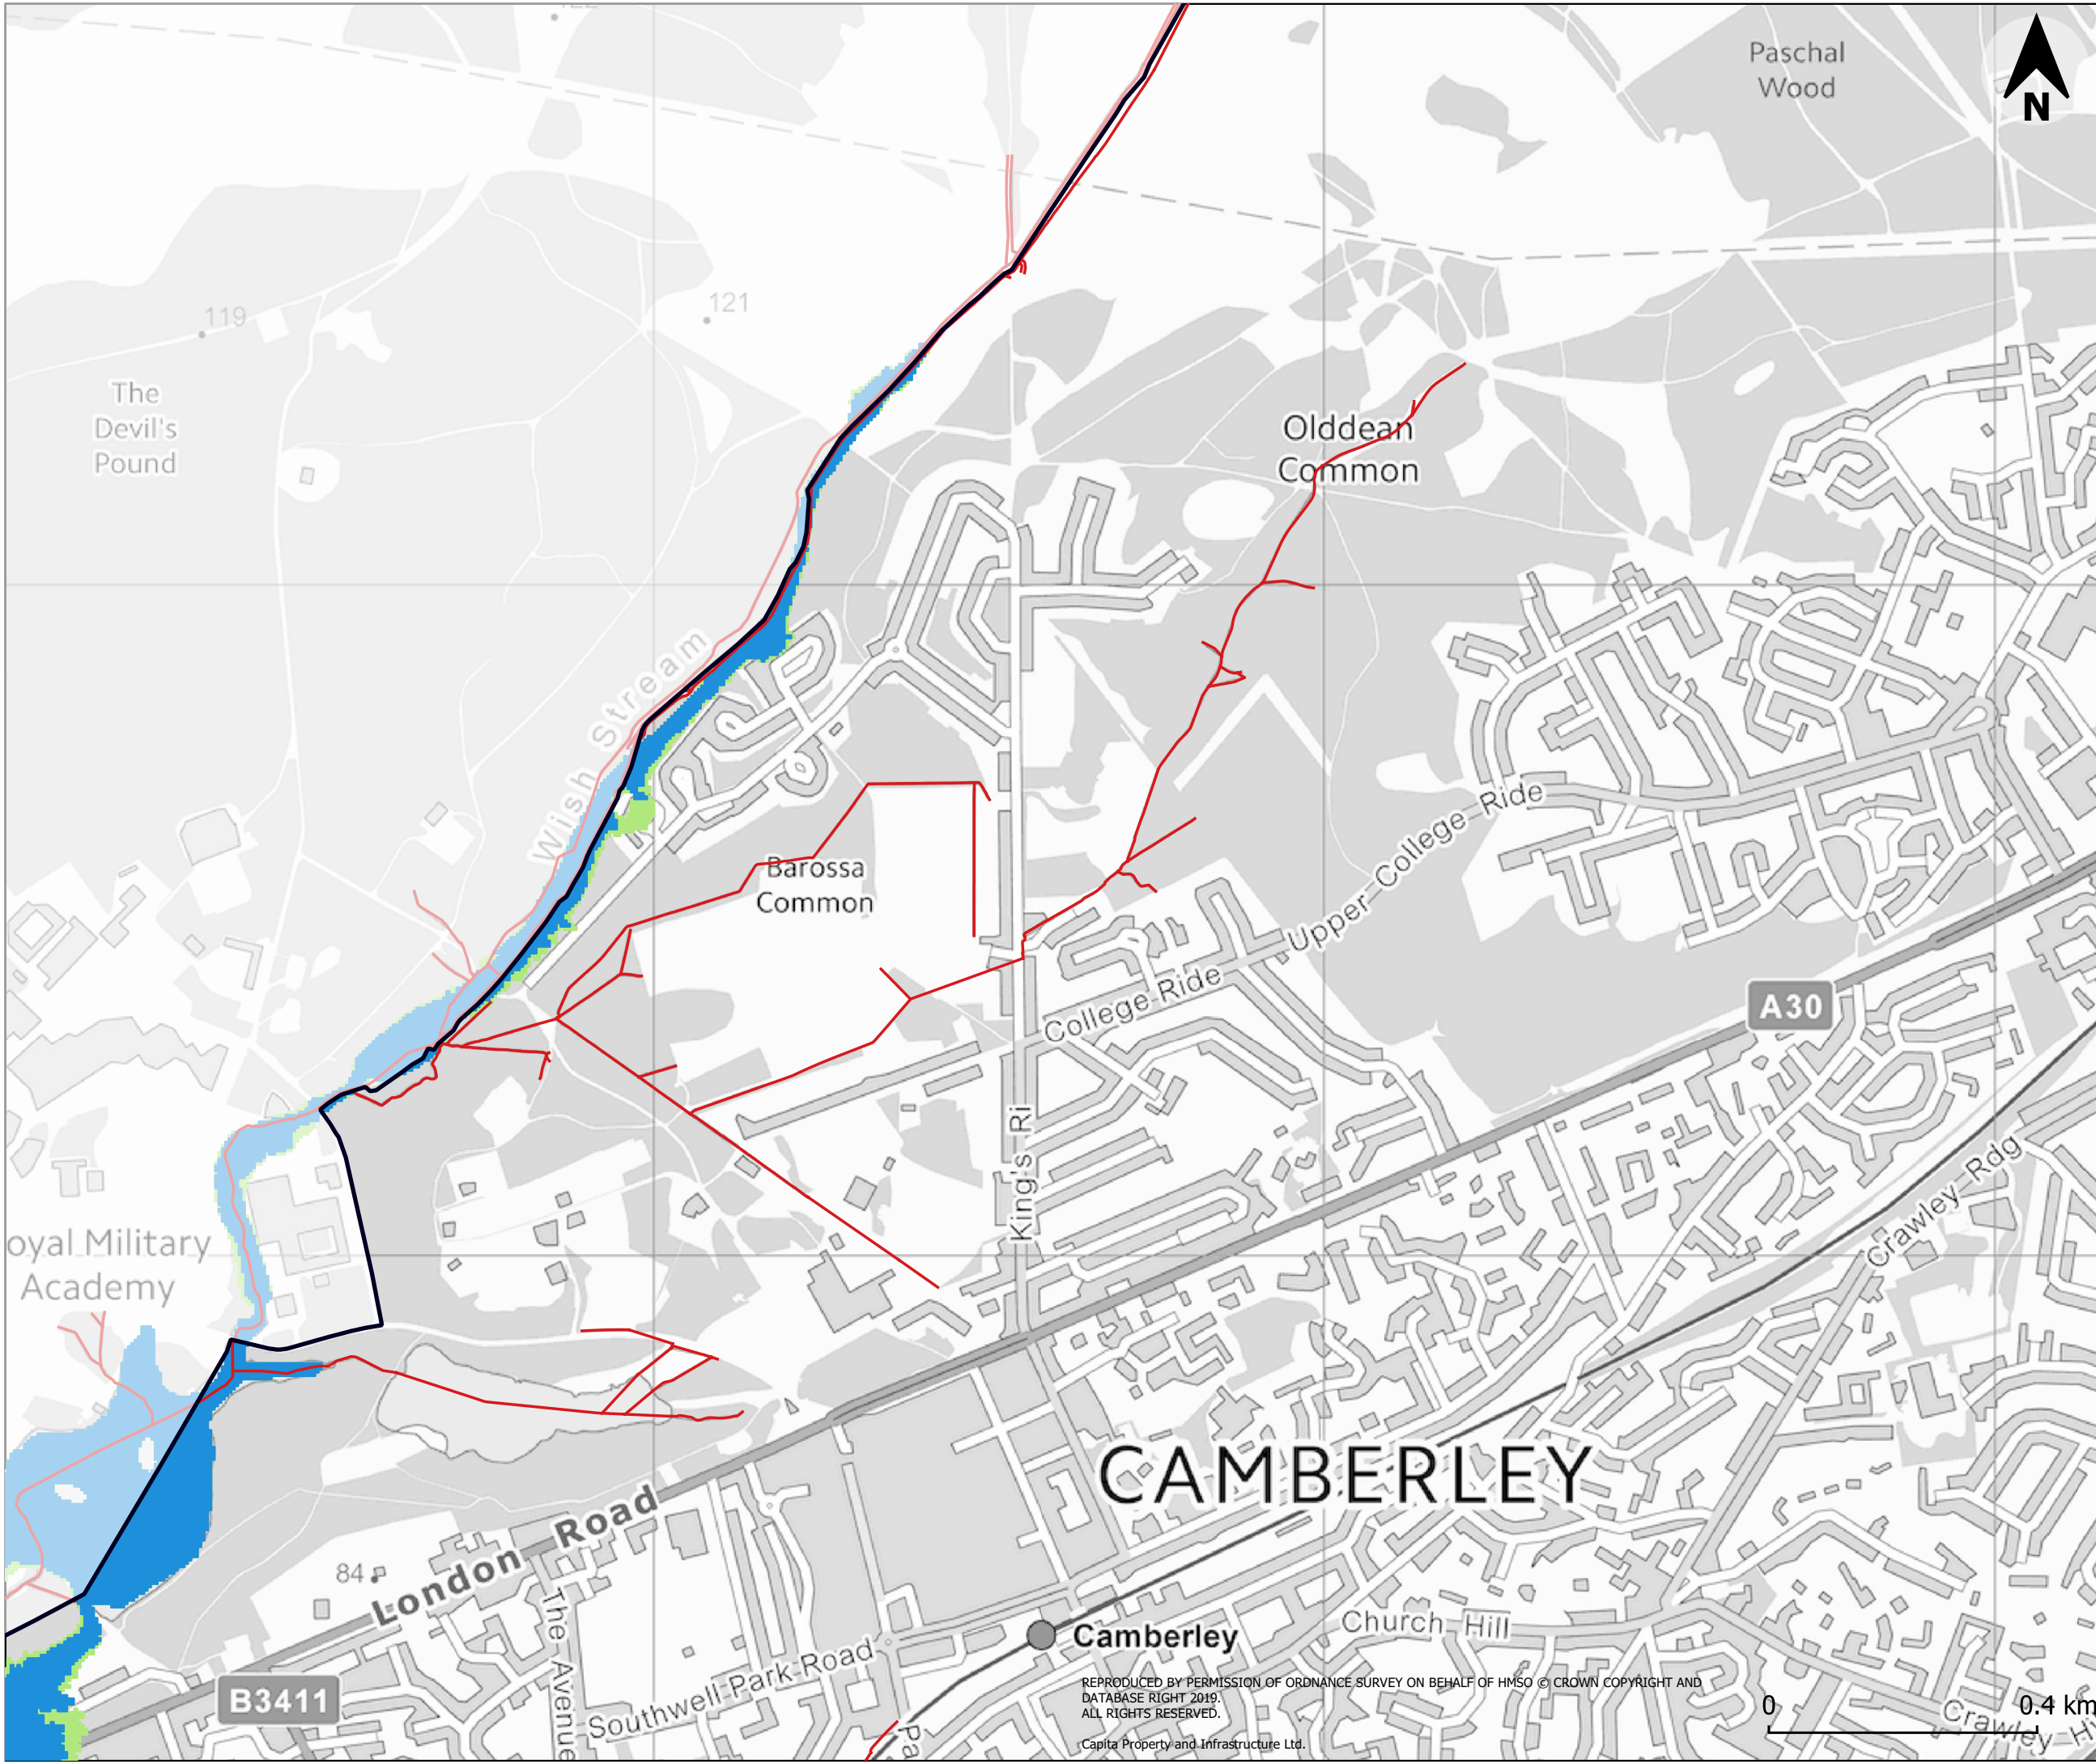 Paschal
Wood
N
119
121
The
Devil's
Pound
Olddean
Common
Wish Stream
Barossa
Common
Upper College Ride
College Ride
A30
King's Ri
Crawley Rdg
oyal Military
Academy
CAMBERLEY
London Road
84
The Avenue
Camberley
Church Hill
Southwell Park Road
B3411
Pa
REPRODUCED BY PERMISSION OF ORDNANCE SURVEY ON BEHALF OF HMSO © CROWN COPYRIGHT AND
DATABASE RIGHT 2019.
ALL RIGHTS RESERVED.
Capita Property and Infrastructure Ltd.
0 0.4 km
Crawley H